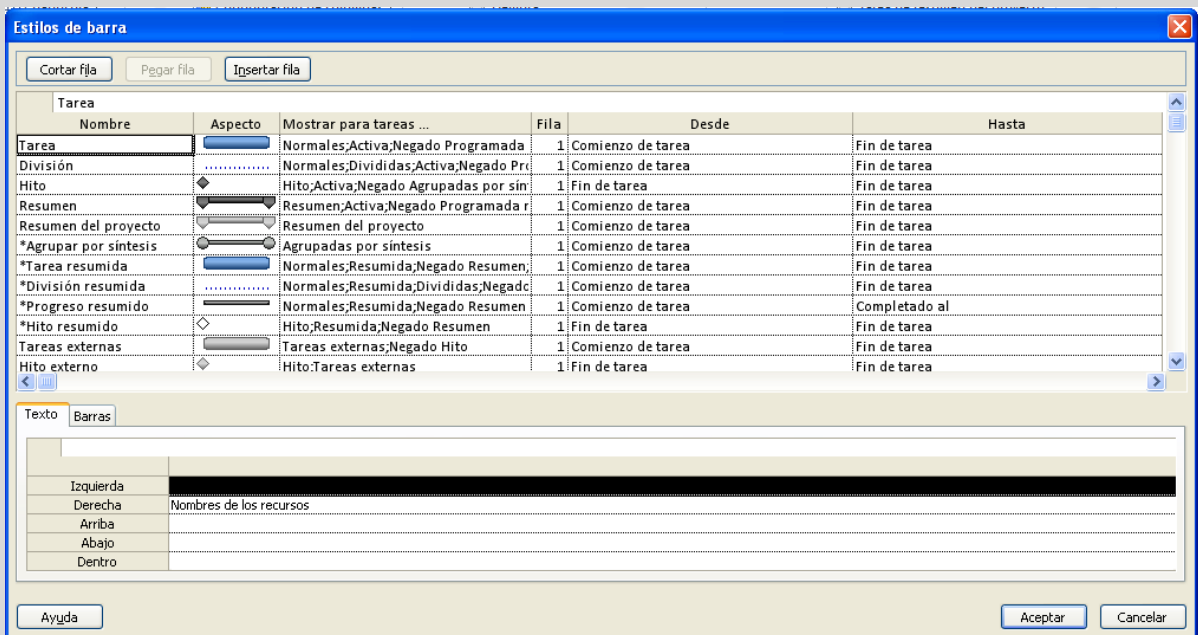 Estilos de barra
Cortar fila Pegar fila Insertar fila
Tarea
Nombre Aspecto Mostrar para tareas ... Fila Desde Hasta
Tarea Normales;Activa;Negado Programada 1 Comienzo de tarea Fin de tarea
División Normales;Divididas;Activa;Negado Pro 1 Comienzo de tarea Fin de tarea
Hito Hito;Activa;Negado Agrupadas por sín 1 Fin de tarea Fin de tarea
Resumen Resumen;Activa;Negado Programada r 1 Comienzo de tarea Fin de tarea
Resumen del proyecto Resumen del proyecto 1 Comienzo de tarea Fin de tarea
*Agrupar por síntesis Agrupadas por síntesis 1 Comienzo de tarea Fin de tarea
*Tarea resumida Normales;Resumida;Negado Resumen; 1 Comienzo de tarea Fin de tarea
*División resumida Normales;Resumida;Divididas;Negado 1 Comienzo de tarea Fin de tarea
*Progreso resumido Normales;Resumida;Negado Resumen 1 Comienzo de tarea Completado al
*Hito resumido Hito;Resumida;Negado Resumen 1 Fin de tarea Fin de tarea
Tareas externas Tareas externas;Negado Hito 1 Comienzo de tarea Fin de tarea
Hito externo Hito;Tareas externas 1 Fin de tarea Fin de tarea
Texto Barras
Izquierda
Derecha Nombres de los recursos
Arriba
Abajo
Dentro
Ayuda Aceptar Cancelar